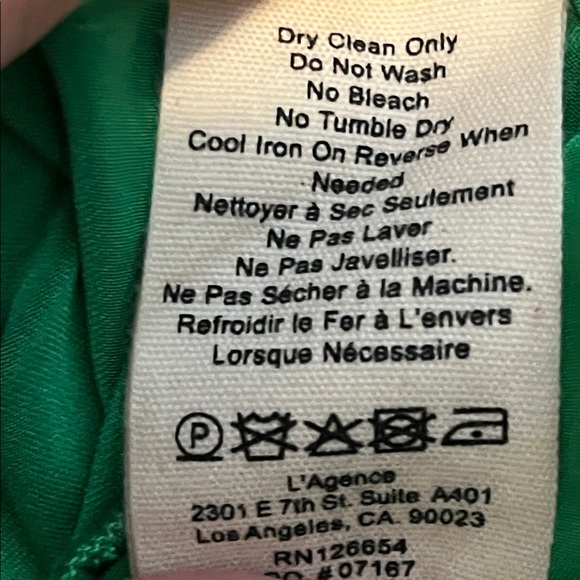 Dry Clean Only
Do Not Wash
No Bleach
No Tumble Dry
Cool Iron On Reverse When
Needed
Nettoyer à Sec Seulement
Ne Pas Laver
Ne Pas Javelliser.
Ne Pas Sécher à la Machine.
Refroidir le Fer à L'envers
Lorsque Nécessaire
P
L'Agence
2301 E 7th St. Suite A401
Los Angeles, CA. 90023
RN126654
#07167